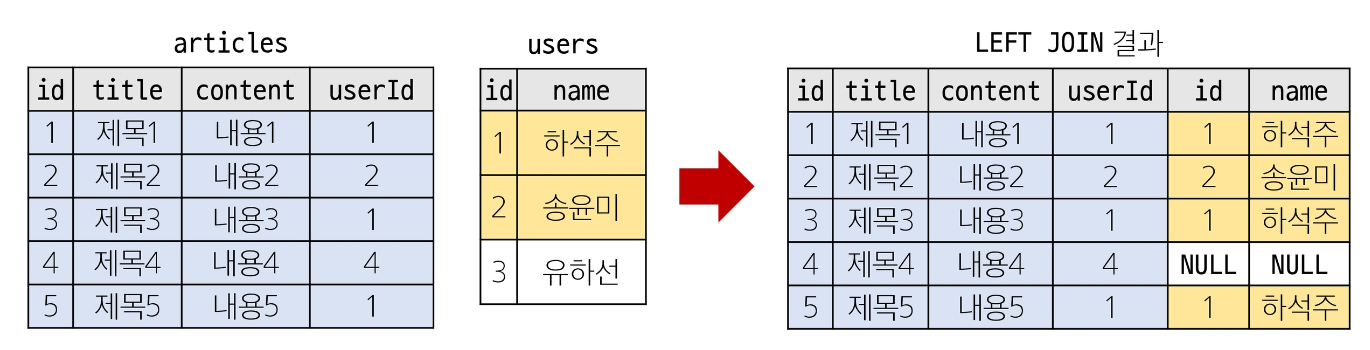 articles
id title content userId
1 제목1 내용1 1
2 제목2 내용2 2
3 제목3 내용3 1
4 제목4 내용4 4
5 제목5 내용5 1
users
id name
1 하석주
2 송윤미
3 유하선
LEFT JOIN 결과
id title content userId id name
1 제목1 내용1 1 1 하석주
2 제목2 내용2 2 2 송윤미
3 제목3 내용3 1 1 하석주
4 제목4 내용4 4 NULL NULL
5 제목5 내용5 1 1 하석주